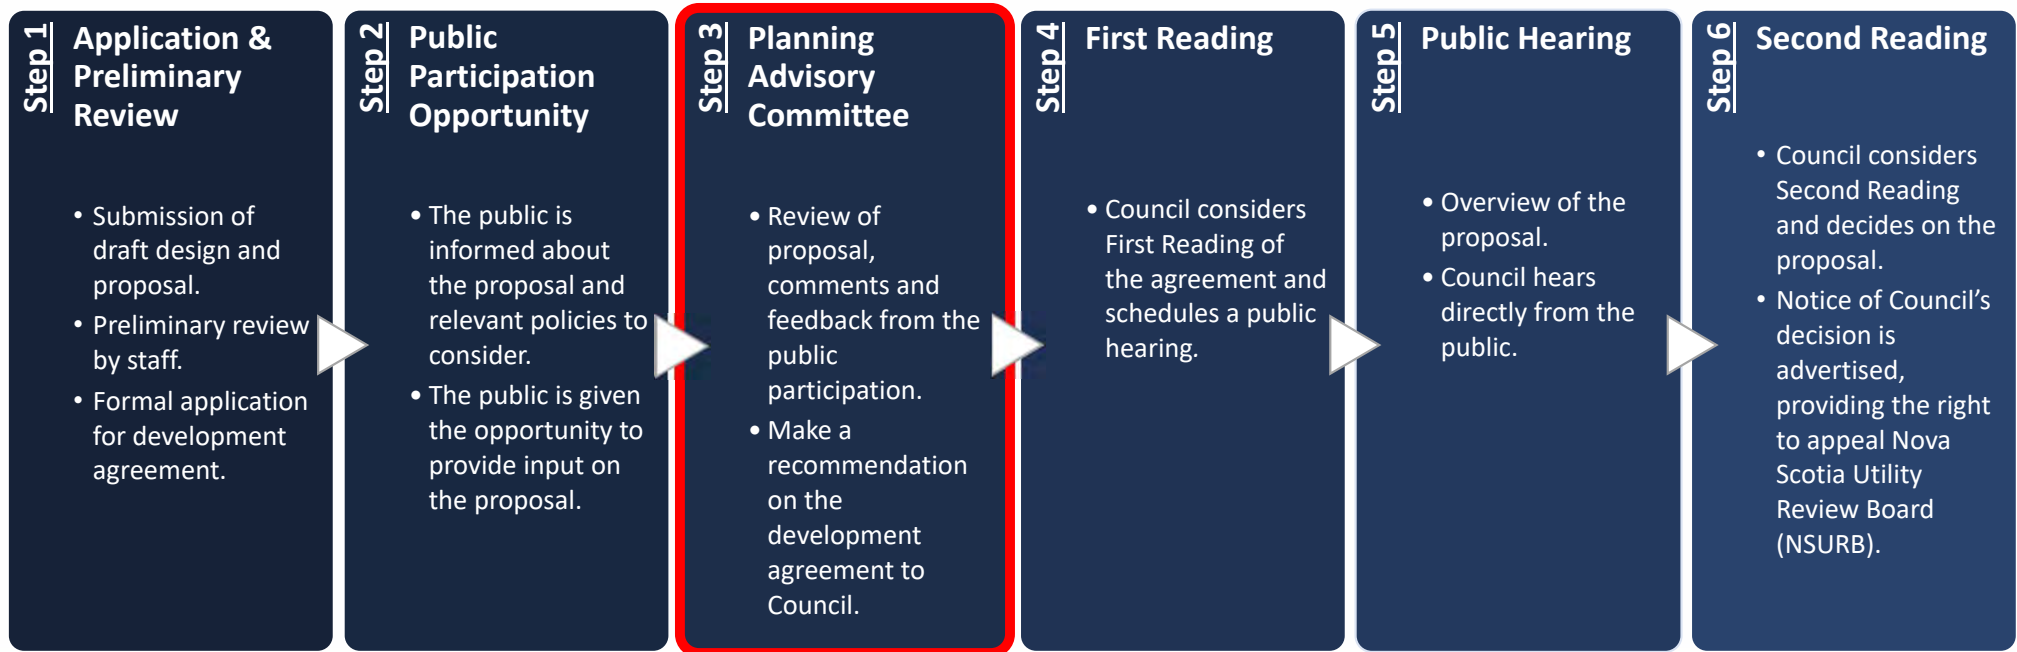 Step 1
Application &
Preliminary
Review
• Submission of
draft design and
proposal.
• Preliminary review
by staff.
• Formal application
for development
agreement.
Step 2
Public
Participation
Opportunity
• The public is
informed about
the proposal and
relevant policies to
consider.
• The public is given
the opportunity to
provide input on
the proposal.
Step 3
Planning
Advisory
Committee
• Review of
proposal,
comments and
feedback from the
public
participation.
• Make a
recommendation
on the
development
agreement to
Council.
Step 4
First Reading
• Council considers
First Reading of
the agreement and
schedules a public
hearing.
Step 5
Public Hearing
• Overview of the
proposal.
• Council hears
directly from the
public.
Step 6
Second Reading
• Council considers
Second Reading
and decides on the
proposal.
• Notice of Council’s
decision is
advertised,
providing the right
to appeal Nova
Scotia Utility
Review Board
(NSURB).